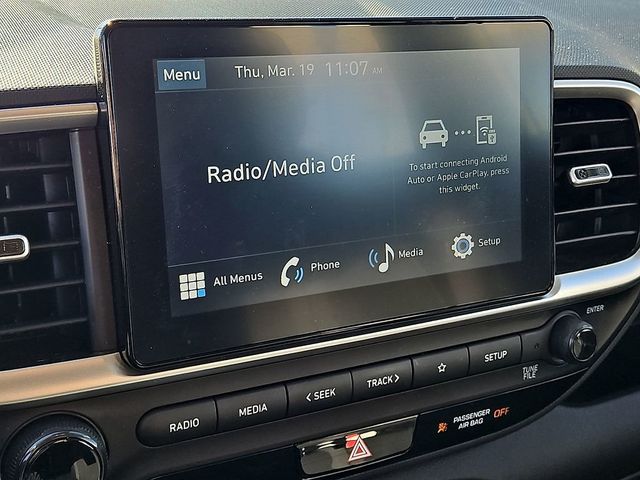 Menu Thu, Mar. 19 11:07 AM
Radio/Media Off
To start connecting Android
Auto or Apple CarPlay, press
this widget.
All Menus Phone Media Setup
ENTER
RADIO MEDIA < SEEK TRACK > ☆ SETUP
TUNE
FILE
PASSENGER
AIR BAG OFF